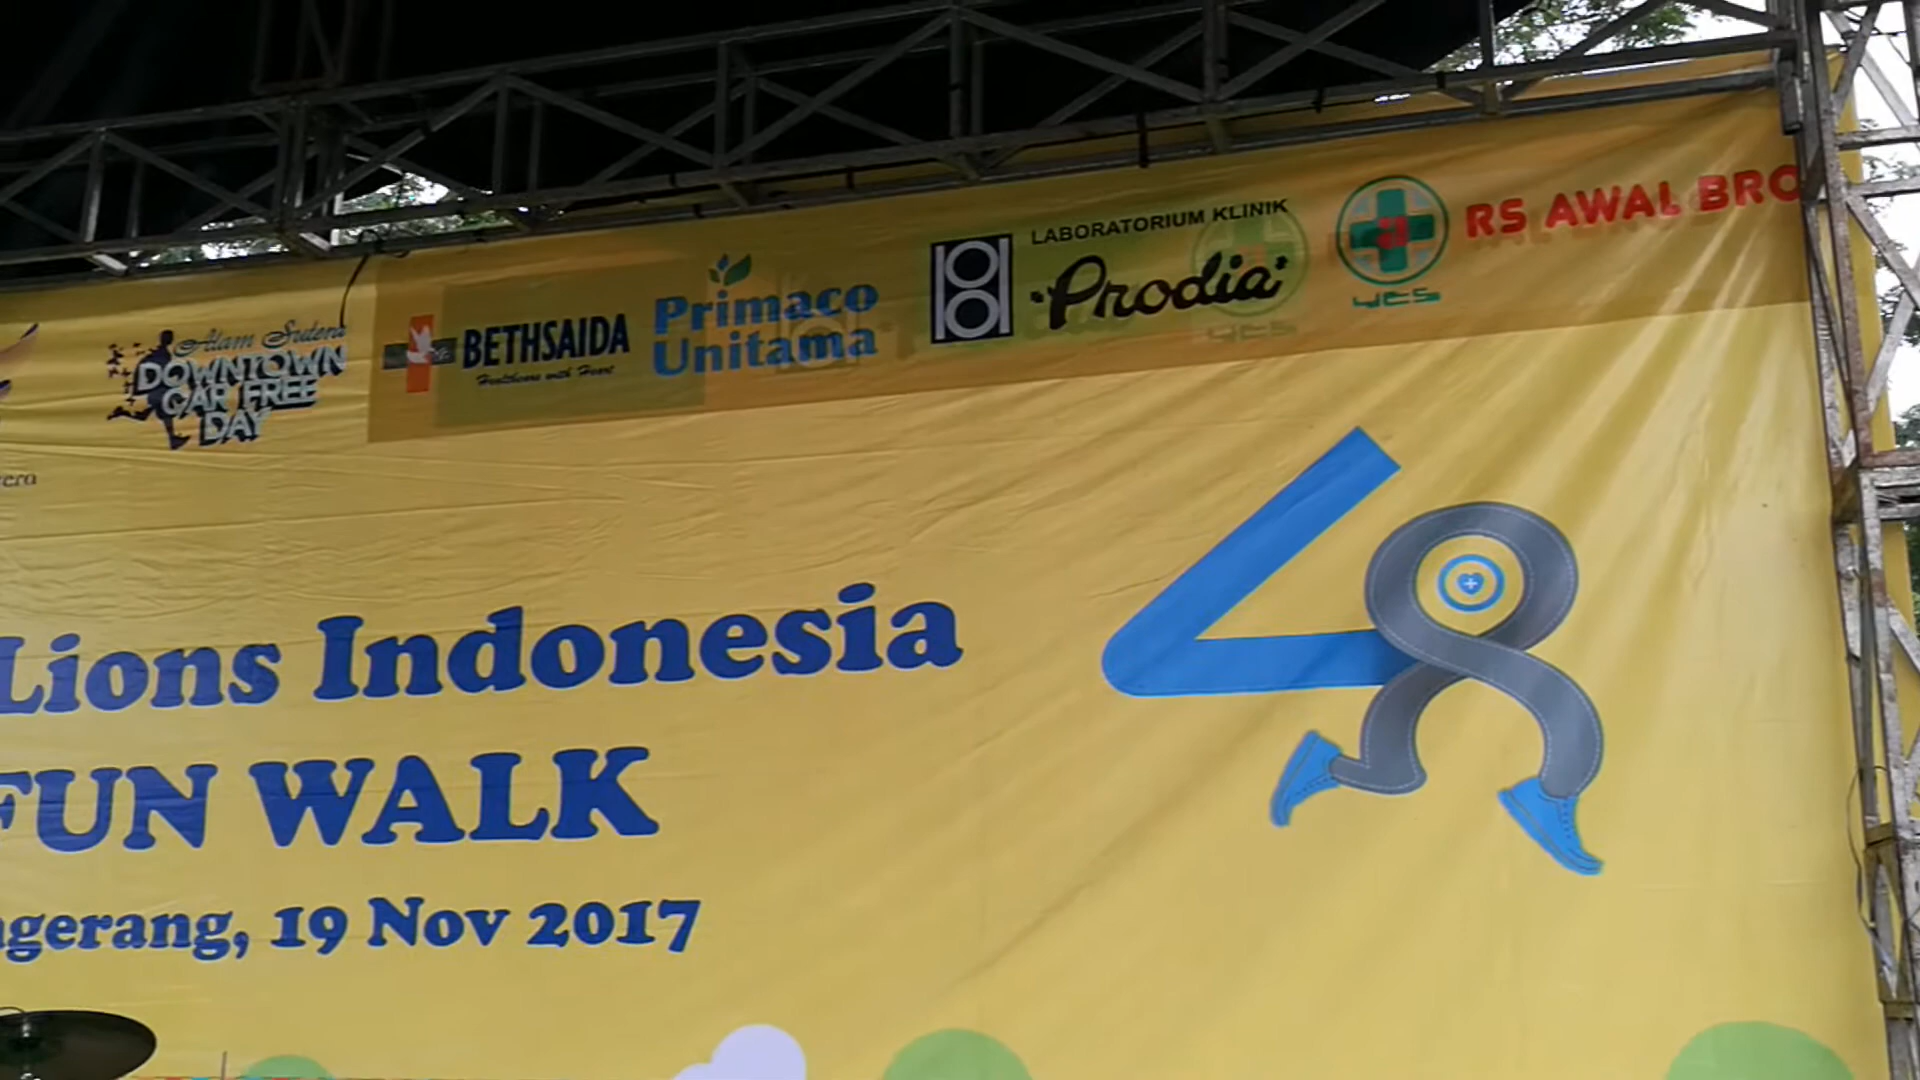 Alam Sutera
DOWNTOWN
CAR FREE
DAY
BETHSAIDA
Healthcare with Heart
Primaco
Unitama
LABORATORIUM KLINIK
Prodia
RS AWAL BRO
Lions Indonesia
FUN WALK
ngerang, 19 Nov 2017
48